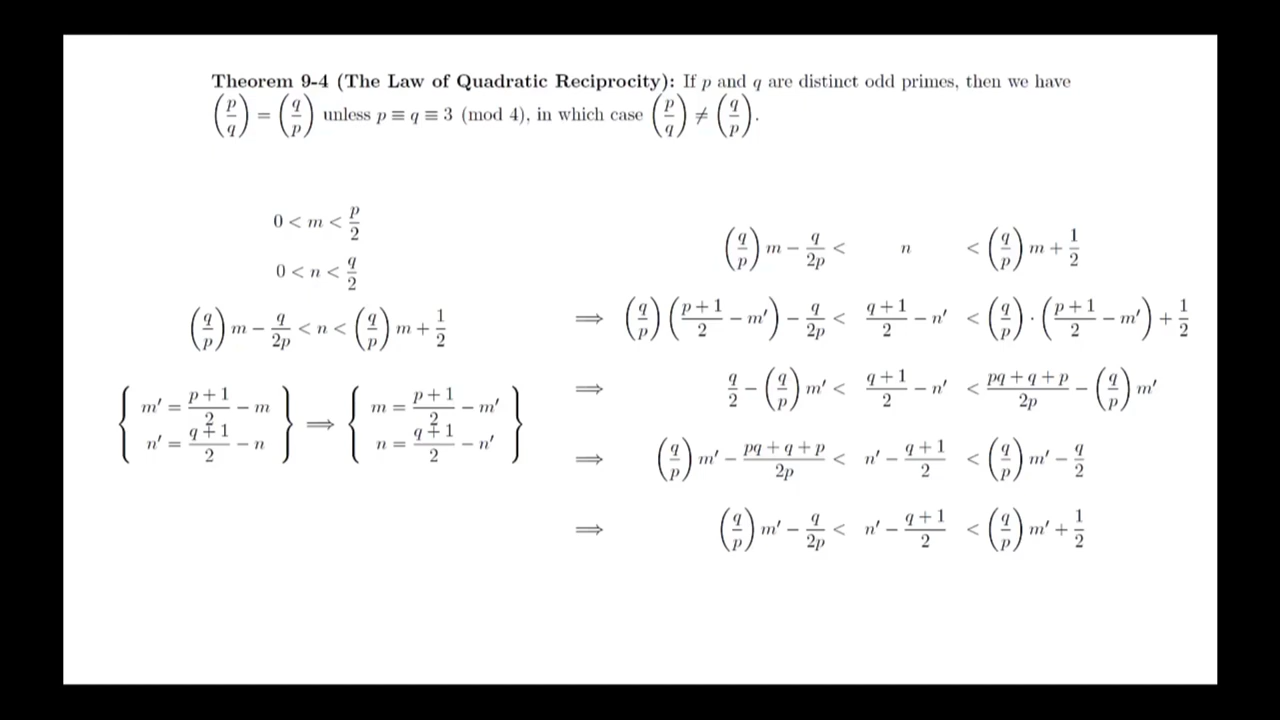 Theorem 9-4 (The Law of Quadratic Reciprocity): If p and q are distinct odd primes, then we have
(p/q) = (q/p) unless p ≡ q ≡ 3 (mod 4), in which case (p/q) ≠ (q/p).
0 < m < p/2
0 < n < q/2
(q/p) m − q/2p < n < (q/p) m + 1/2
{ m′ = (p+1)/2 − m } ⟹ { m = (p+1)/2 − m′ }
{ n′ = (q+1)/2 − n } { n = (q+1)/2 − n′ }
(q/p) m − q/2p < n < (q/p) m + 1/2
⟹ (q/p) ((p+1)/2 − m′) − q/2p < (q+1)/2 − n′ < (q/p) · ((p+1)/2 − m′) + 1/2
⟹ q/2 − (q/p) m′ < (q+1)/2 − n′ < (pq+q+p)/2p − (q/p) m′
⟹ (q/p) m′ − (pq+q+p)/2p < n′ − (q+1)/2 < (q/p) m′ − q/2
⟹ (q/p) m′ − q/2p < n′ − (q+1)/2 < (q/p) m′ + 1/2